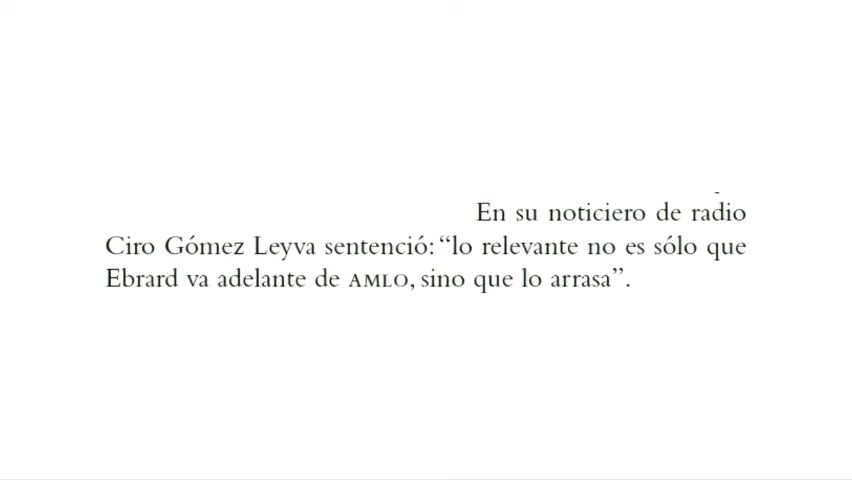 En su noticiero de radio
Ciro Gómez Leyva sentenció: “lo relevante no es sólo que
Ebrard va adelante de AMLO, sino que lo arrasa”.